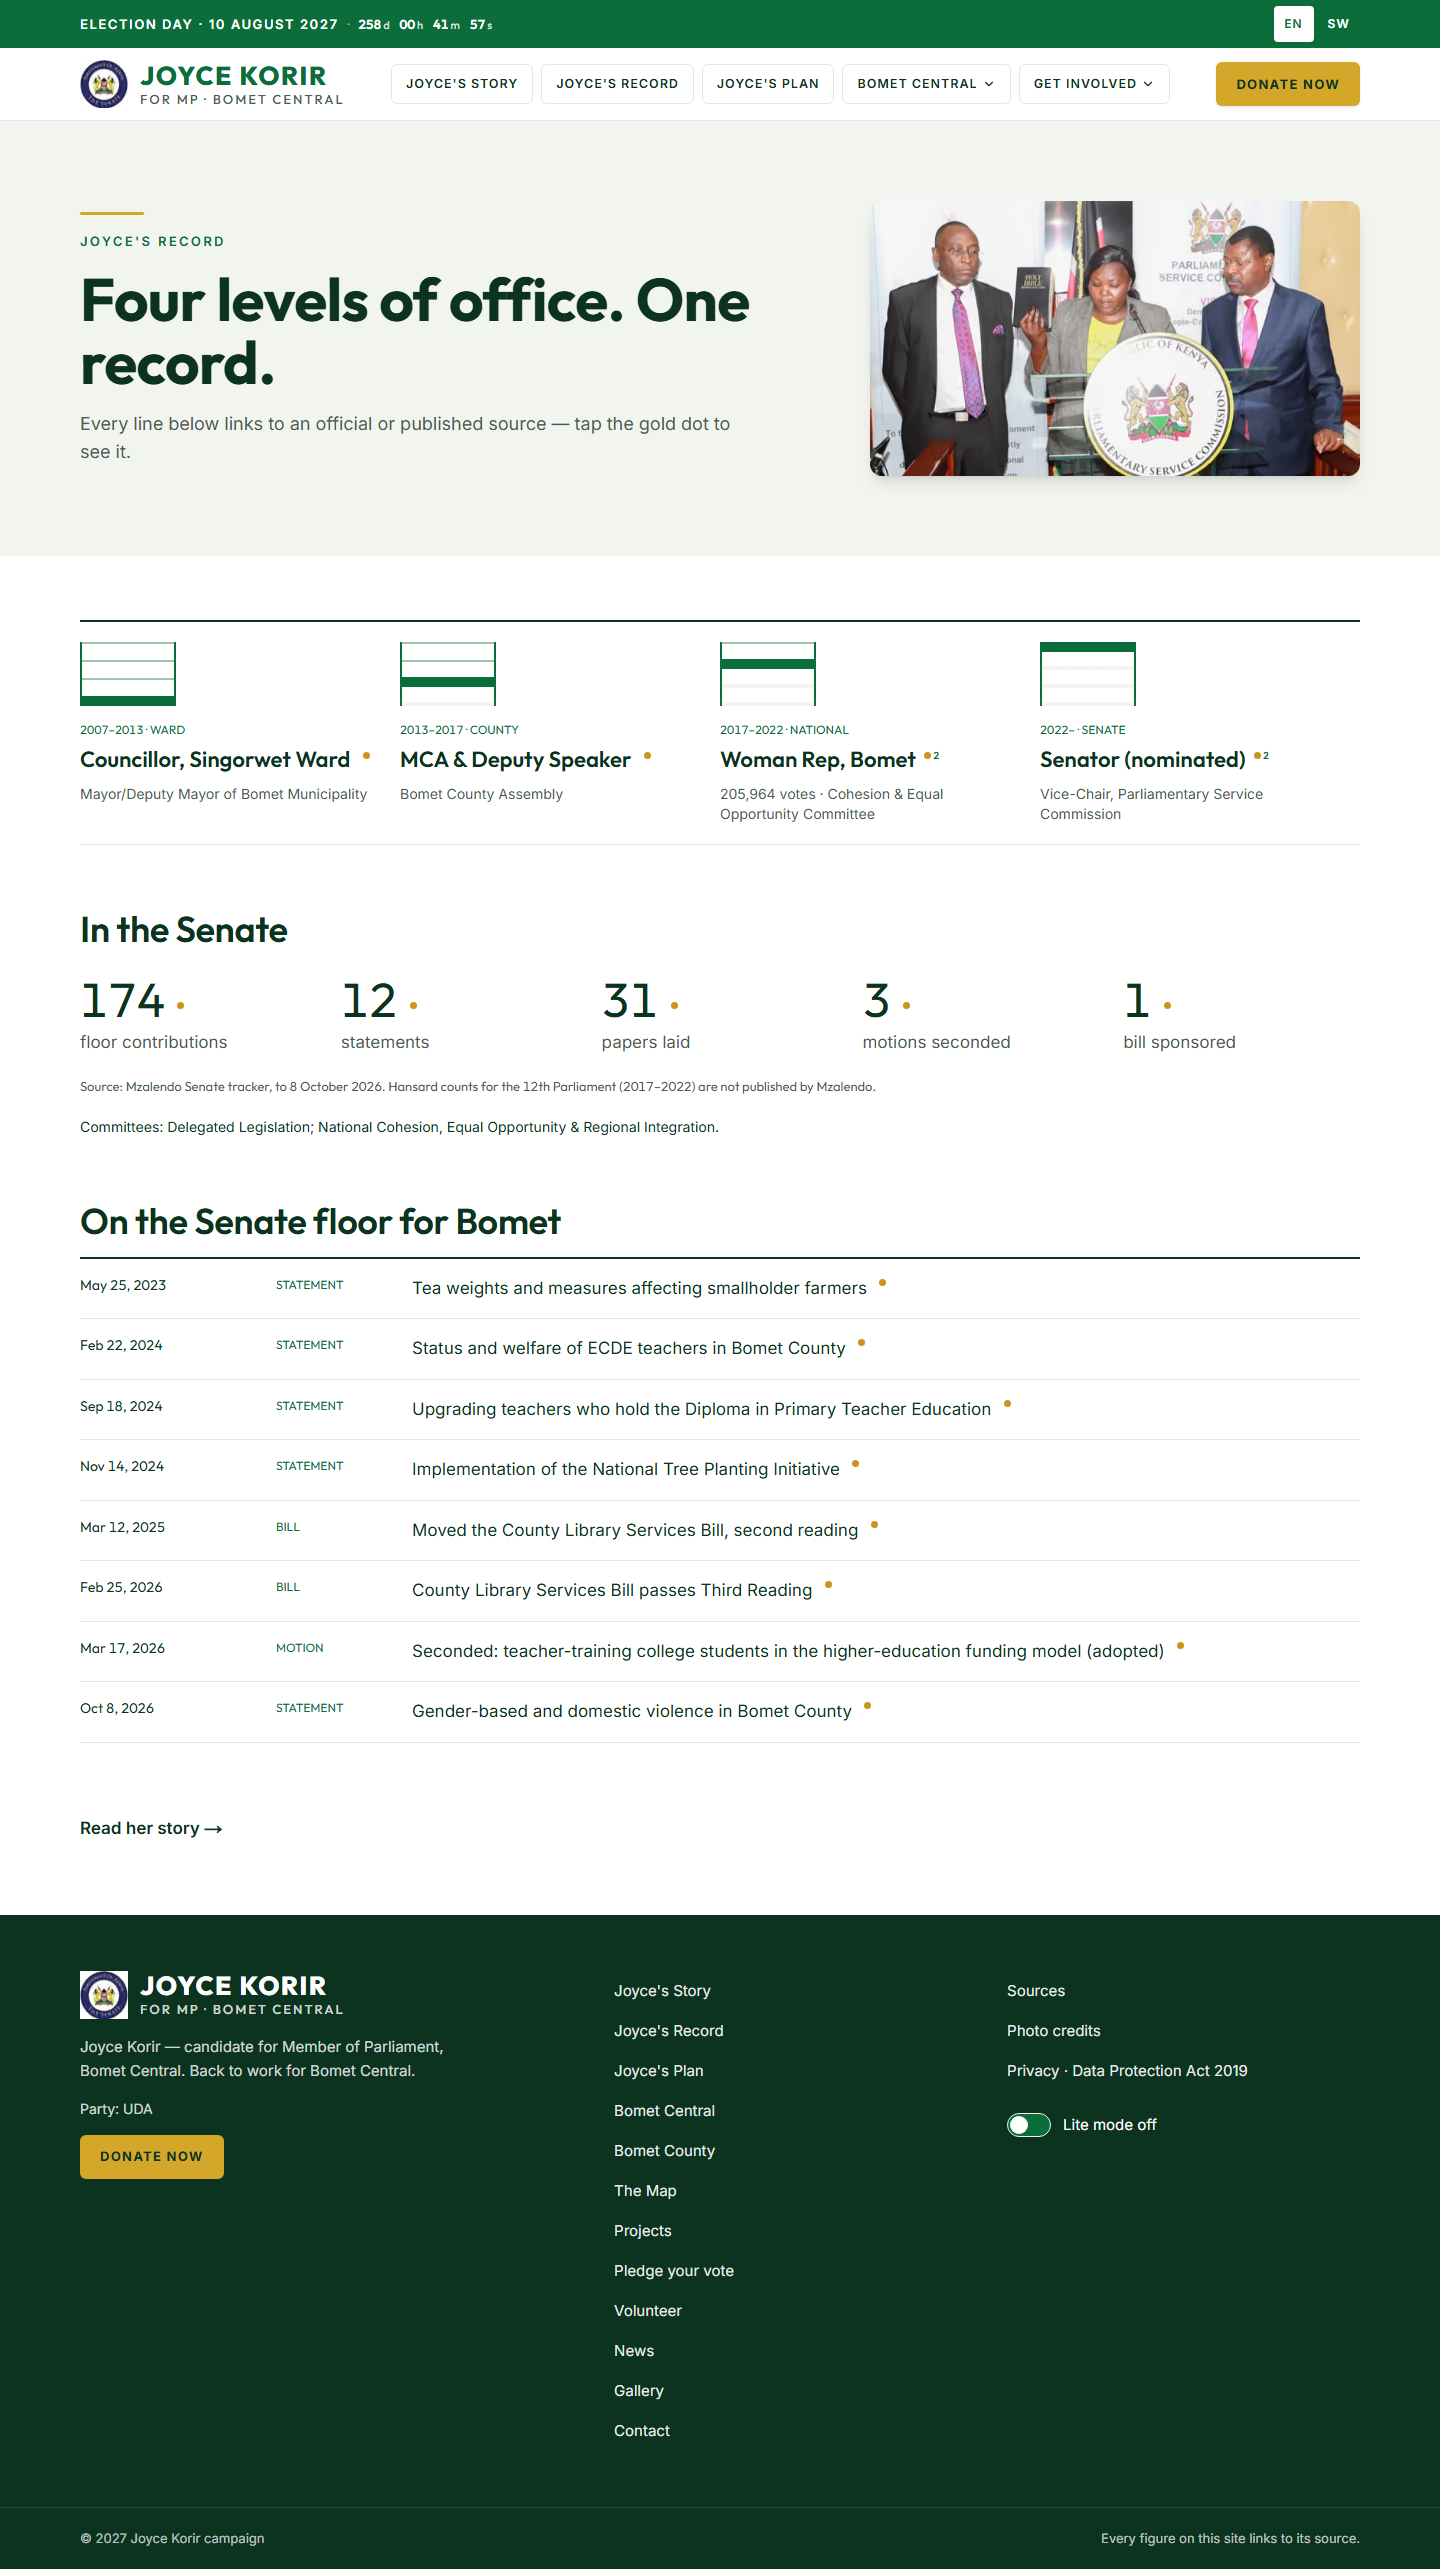 ELECTION DAY · 10 AUGUST 2027 · 258d 00h 41m 57s
EN SW
JOYCE KORIR
FOR MP · BOMET CENTRAL
JOYCE'S STORY
JOYCE'S RECORD
JOYCE'S PLAN
BOMET CENTRAL
GET INVOLVED
DONATE NOW
JOYCE'S RECORD
Four levels of office. One
record.
Every line below links to an official or published source — tap the gold dot to
see it.
HOLY BIBLE
PARLIAMENTARY SERVICE COMMISSION
2007–2013 · WARD
Councillor, Singorwet Ward
Mayor/Deputy Mayor of Bomet Municipality
2013–2017 · COUNTY
MCA & Deputy Speaker
Bomet County Assembly
2017–2022 · NATIONAL
Woman Rep, Bomet 2
205,964 votes · Cohesion & Equal
Opportunity Committee
2022– · SENATE
Senator (nominated) 2
Vice-Chair, Parliamentary Service
Commission
In the Senate
174
floor contributions
12
statements
31
papers laid
3
motions seconded
1
bill sponsored
Source: Mzalendo Senate tracker, to 8 October 2026. Hansard counts for the 12th Parliament (2017–2022) are not published by Mzalendo.
Committees: Delegated Legislation; National Cohesion, Equal Opportunity & Regional Integration.
On the Senate floor for Bomet
May 25, 2023 STATEMENT Tea weights and measures affecting smallholder farmers
Feb 22, 2024 STATEMENT Status and welfare of ECDE teachers in Bomet County
Sep 18, 2024 STATEMENT Upgrading teachers who hold the Diploma in Primary Teacher Education
Nov 14, 2024 STATEMENT Implementation of the National Tree Planting Initiative
Mar 12, 2025 BILL Moved the County Library Services Bill, second reading
Feb 25, 2026 BILL County Library Services Bill passes Third Reading
Mar 17, 2026 MOTION Seconded: teacher-training college students in the higher-education funding model (adopted)
Oct 8, 2026 STATEMENT Gender-based and domestic violence in Bomet County
Read her story →
JOYCE KORIR
FOR MP · BOMET CENTRAL
Joyce Korir — candidate for Member of Parliament,
Bomet Central. Back to work for Bomet Central.
Party: UDA
DONATE NOW
Joyce's Story
Joyce's Record
Joyce's Plan
Bomet Central
Bomet County
The Map
Projects
Pledge your vote
Volunteer
News
Gallery
Contact
Sources
Photo credits
Privacy · Data Protection Act 2019
Lite mode off
© 2027 Joyce Korir campaign
Every figure on this site links to its source.